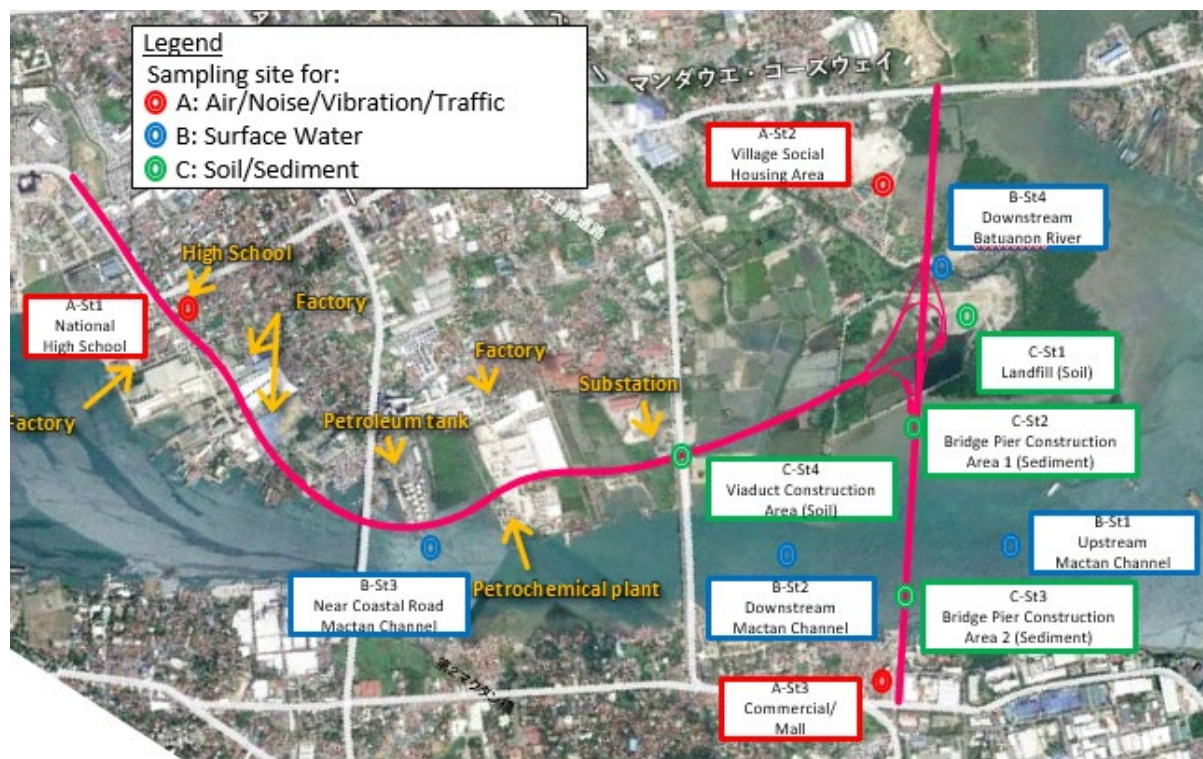 Legend
Sampling site for:
A: Air/Noise/Vibration/Traffic
B: Surface Water
C: Soil/Sediment
マンダウエ・コーズウェイ
A-St2
Village Social
Housing Area
B-St4
Downstream
Batuanon River
High School
Factory
A-St1
National
High School
Factory
Factory
Substation
Petroleum tank
C-St1
Landfill (Soil)
C-St2
Bridge Pier Construction
Area 1 (Sediment)
C-St4
Viaduct Construction
Area (Soil)
B-St1
Upstream
Mactan Channel
B-St3
Near Coastal Road
Mactan Channel
Petrochemical plant
B-St2
Downstream
Mactan Channel
C-St3
Bridge Pier Construction
Area 2 (Sediment)
A-St3
Commercial/
Mall